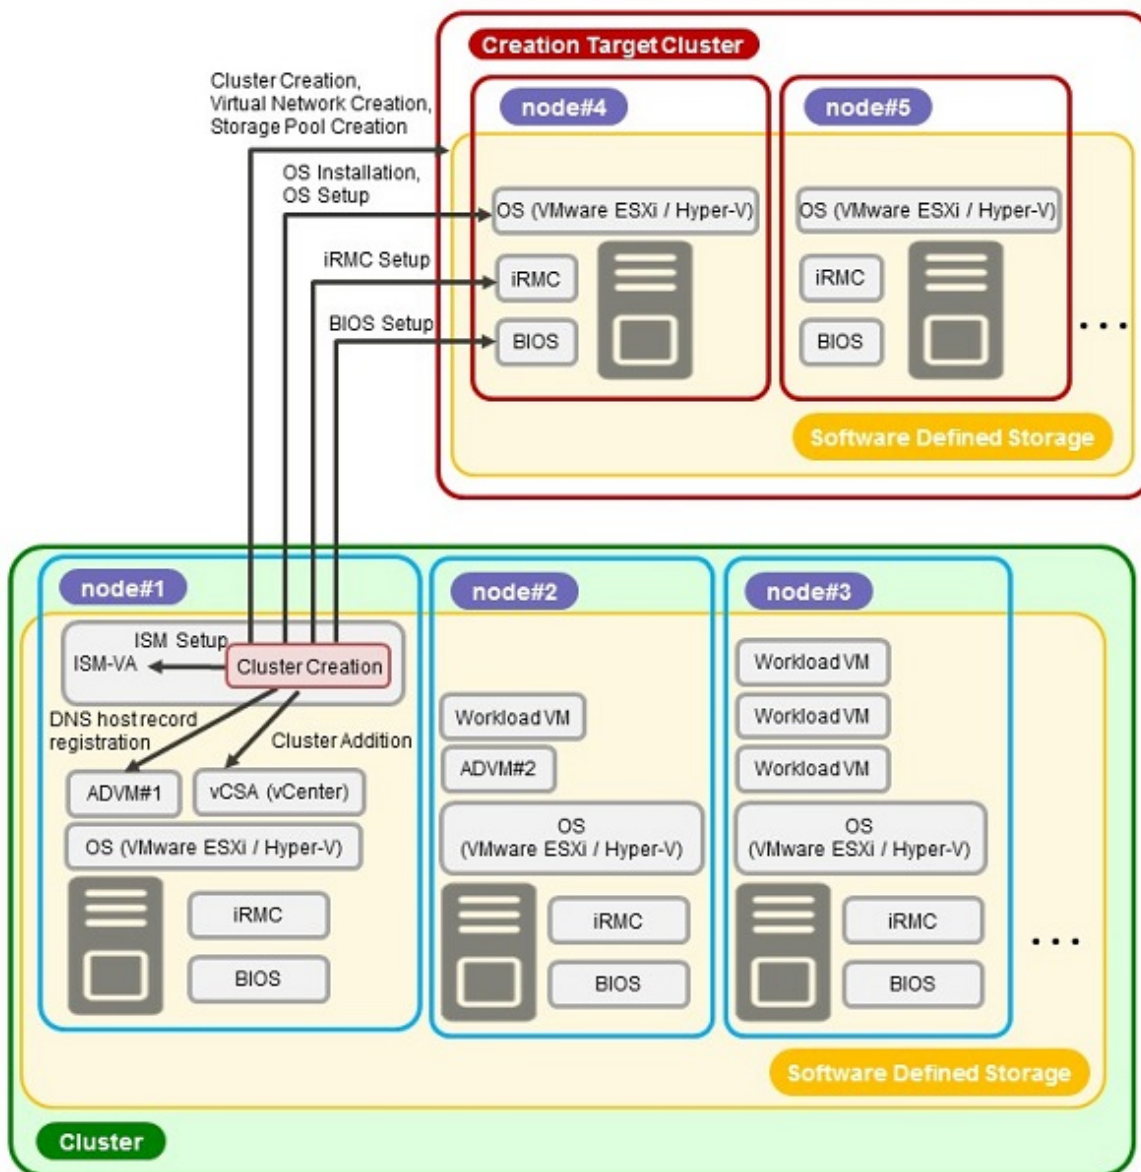 Creation Target Cluster
Cluster Creation,
Virtual Network Creation,
Storage Pool Creation
node#4
node#5
OS Installation,
OS Setup
OS (VMware ESXi / Hyper-V)
OS (VMware ESXi / Hyper-V)
iRMC Setup
iRMC
iRMC
BIOS Setup
BIOS
BIOS
...
Software Defined Storage
node#1
node#2
node#3
ISM Setup
ISM-VA
Cluster Creation
DNS host record
registration
Cluster Addition
ADVM#1
vCSA (vCenter)
OS (VMware ESXi / Hyper-V)
iRMC
BIOS
Workload VM
ADVM#2
OS
(VMware ESXi / Hyper-V)
iRMC
BIOS
Workload VM
Workload VM
Workload VM
OS
(VMware ESXi / Hyper-V)
iRMC
BIOS
...
Software Defined Storage
Cluster